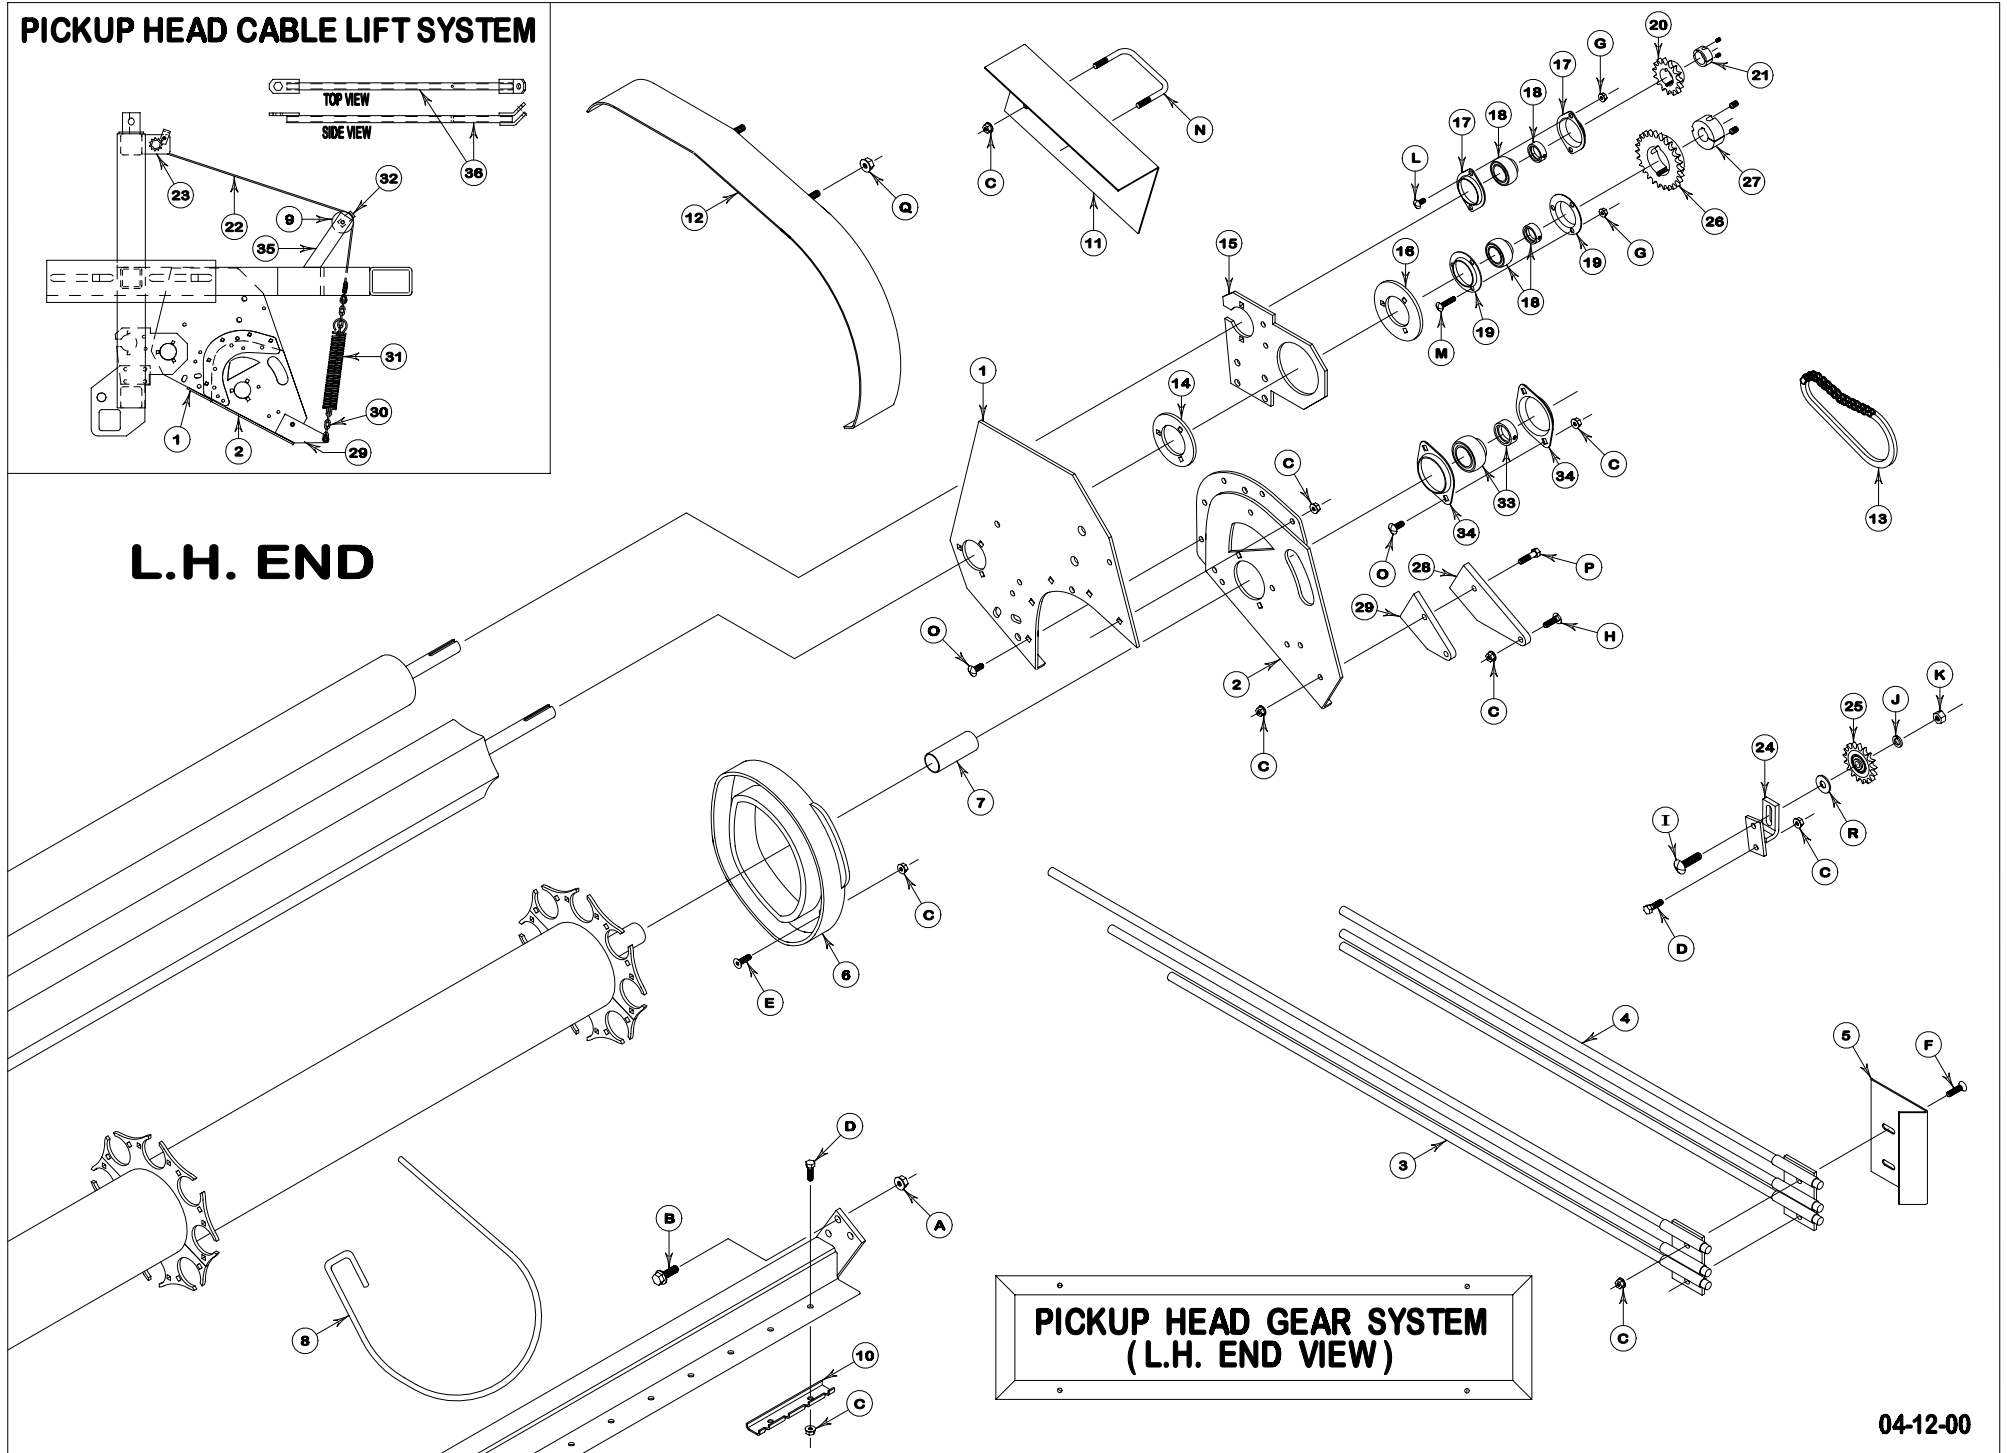 PICKUP HEAD CABLE LIFT SYSTEM
TOP VIEW
SIDE VIEW
36
23
22
32
9
35
31
30
1
2
29
L.H. END
12
Q
N
C
11
20
G
17
21
18
18
17
L
27
26
19
G
18
19
M
15
16
14
1
C
34
C
33
34
O
13
28
P
29
H
O
2
C
C
K
J
25
24
R
I
C
D
7
6
C
E
4
5
F
3
C
D
A
B
8
10
C
PICKUP HEAD GEAR SYSTEM
( L.H. END VIEW )
04-12-00